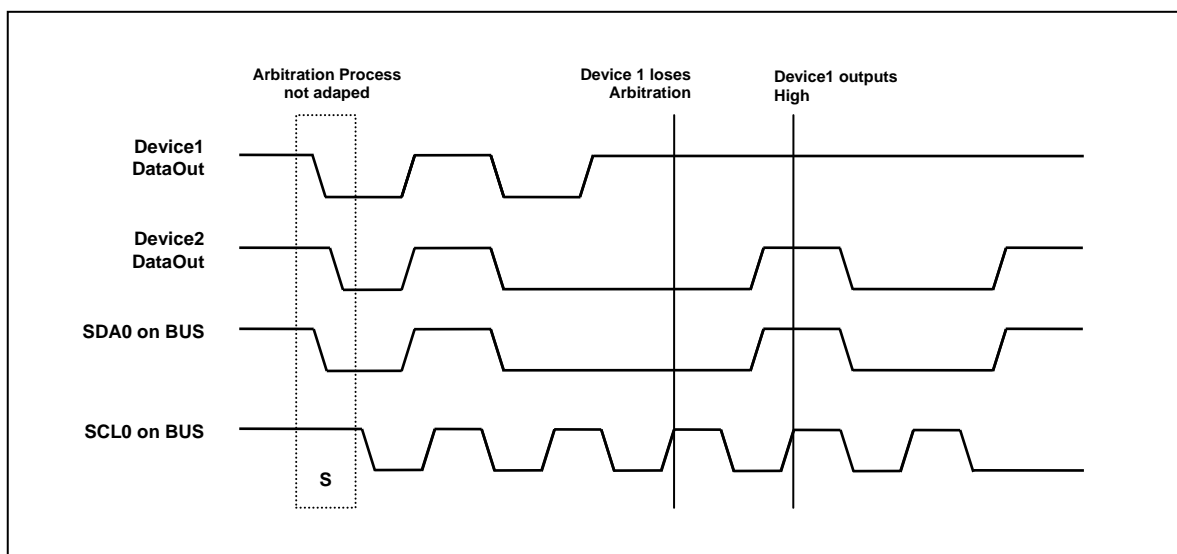 Arbitration Process
not adaped
Device 1 loses
Arbitration
Device1 outputs
High
Device1
DataOut
Device2
DataOut
SDA0 on BUS
SCL0 on BUS
S